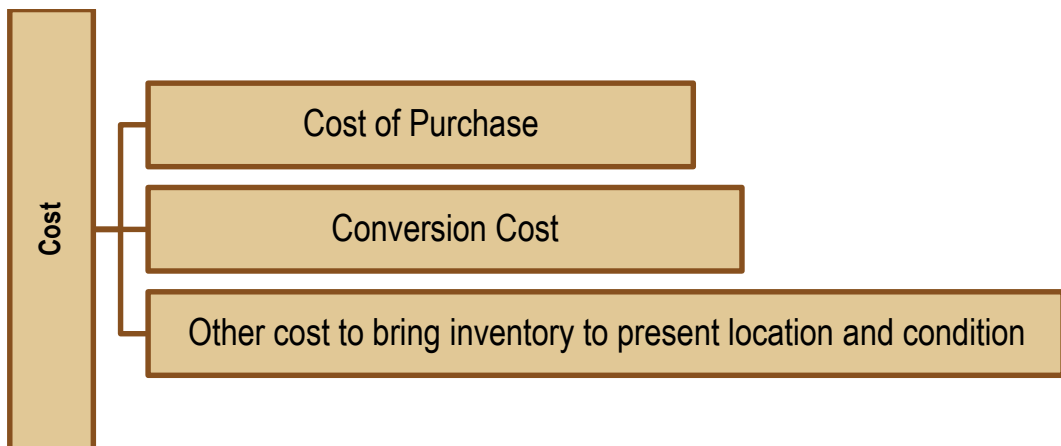 Cost
Cost of Purchase
Conversion Cost
Other cost to bring inventory to present location and condition